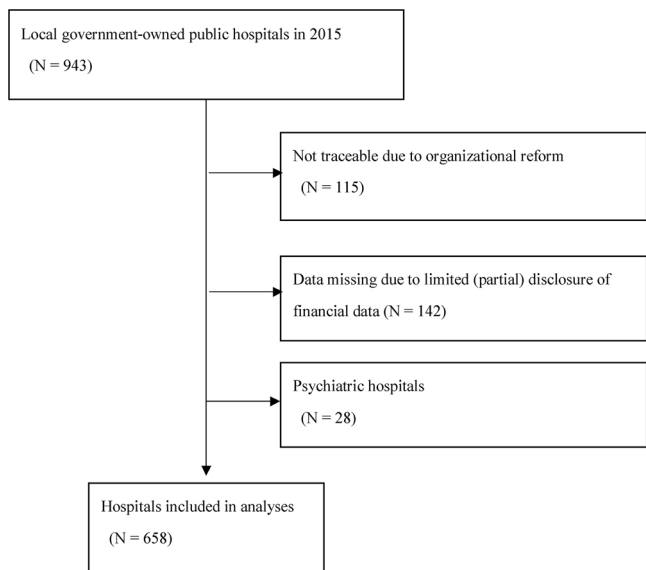 Local government-owned public hospitals in 2015
(N = 943)
Not traceable due to organizational reform
(N = 115)
Data missing due to limited (partial) disclosure of
financial data (N = 142)
Psychiatric hospitals
(N = 28)
Hospitals included in analyses
(N = 658)